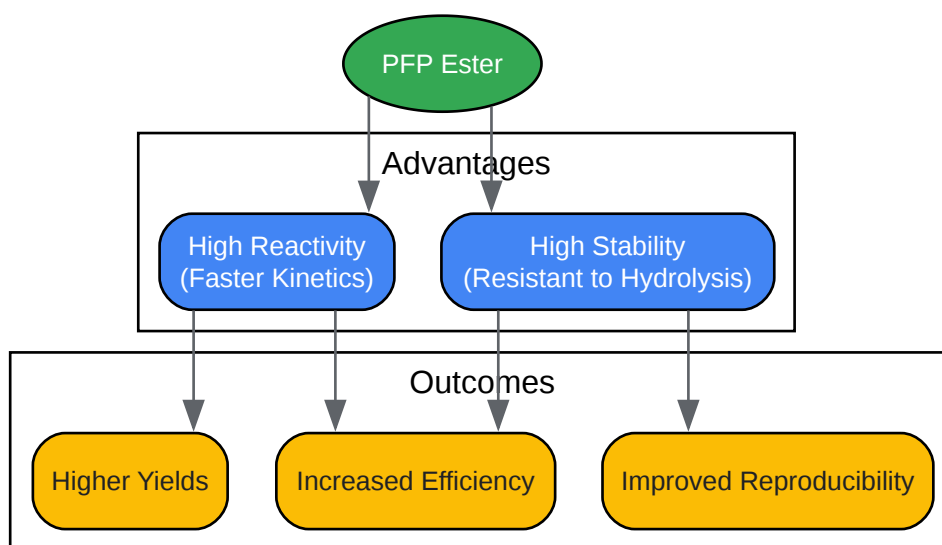 PFP Ester
Advantages
High Reactivity
(Faster Kinetics)
High Stability
(Resistant to Hydrolysis)
Outcomes
Higher Yields
Increased Efficiency
Improved Reproducibility